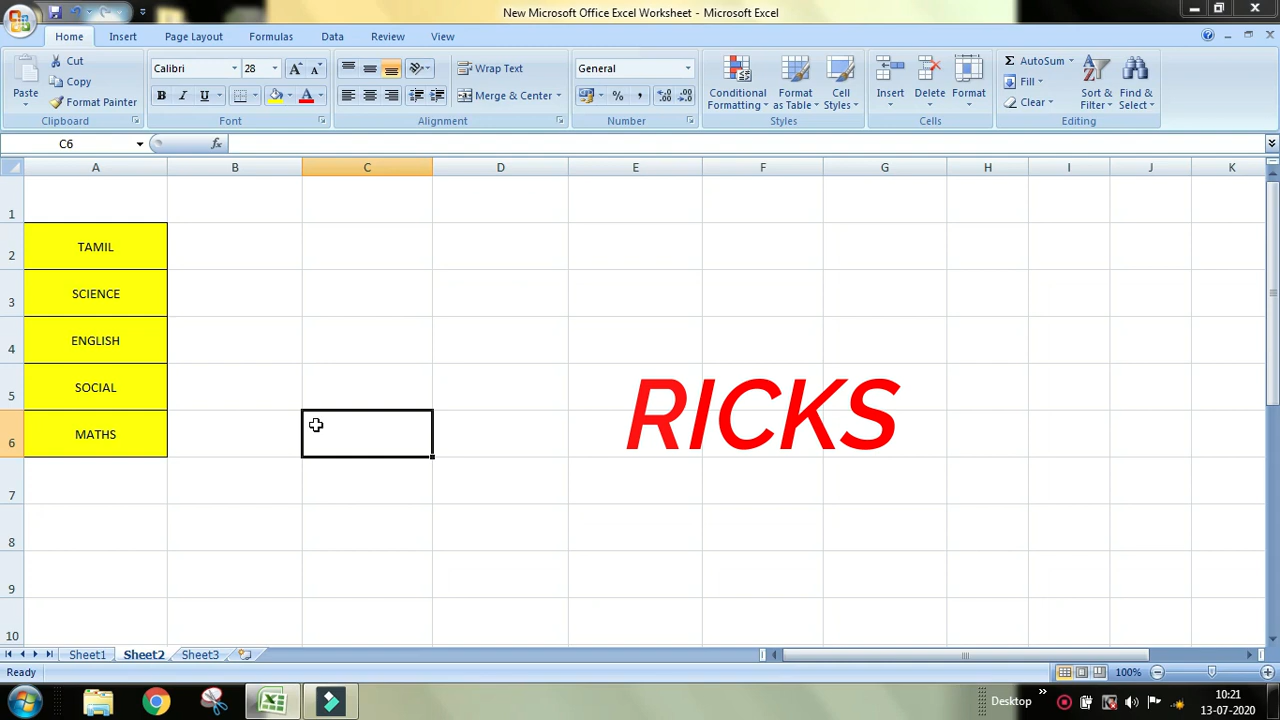 New Microsoft Office Excel Worksheet - Microsoft Excel
Home Insert Page Layout Formulas Data Review View
Paste
Cut
Copy
Format Painter
Clipboard
Calibri 28
B I U A A A
Font
Wrap Text
Merge & Center
Alignment
General
% ,
Number
Conditional Formatting
Format as Table
Cell Styles
Styles
Insert Delete Format
Cells
Σ AutoSum
Fill
Clear
Sort & Filter
Find & Select
Editing
C6 fx
A B C D E F G H I J K
1
2 TAMIL
3 SCIENCE
4 ENGLISH
5 SOCIAL
6 MATHS
RICKS
7
8
9
10
Sheet1 Sheet2 Sheet3
Ready 100%
Desktop
10:21
13-07-2020